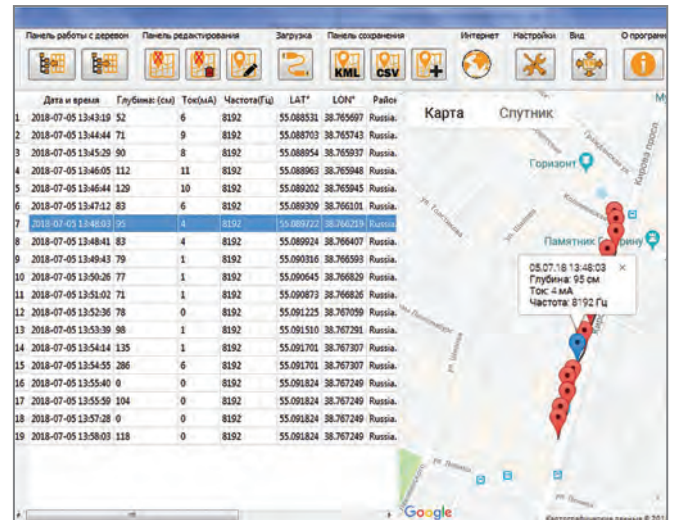 Панель работы с деревом Панель редактирования Загрузка Панель сохранения Интернет Настройки Вид О програм
KML CSV
Дата и время Глубина: (см) Ток(мА) Частота(Гц) LAT° LON° Район
1 2018-07-05 13:43:19 52 6 8192 55.088531 38.765697 Russia.
2 2018-07-05 13:44:44 71 9 8192 55.088703 38.765743 Russia.
3 2018-07-05 13:45:29 90 8 8192 55.088954 38.765937 Russia.
4 2018-07-05 13:46:05 112 11 8192 55.088963 38.765948 Russia.
5 2018-07-05 13:46:44 129 10 8192 55.089202 38.765945 Russia.
6 2018-07-05 13:47:12 83 6 8192 55.089309 38.766101 Russia.
7 2018-07-05 13:48:03 95 4 8192 55.089722 38.766219 Russia.
8 2018-07-05 13:48:41 83 4 8192 55.089924 38.766407 Russia.
9 2018-07-05 13:49:43 79 1 8192 55.090316 38.766593 Russia.
10 2018-07-05 13:50:26 77 1 8192 55.090645 38.766829 Russia.
11 2018-07-05 13:51:02 71 1 8192 55.090873 38.766826 Russia.
12 2018-07-05 13:52:36 78 0 8192 55.091225 38.767059 Russia.
13 2018-07-05 13:53:39 98 1 8192 55.091510 38.767291 Russia.
14 2018-07-05 13:54:14 135 1 8192 55.091701 38.767307 Russia.
15 2018-07-05 13:54:55 286 6 8192 55.091701 38.767307 Russia.
16 2018-07-05 13:55:40 0 0 8192 55.091824 38.767249 Russia.
17 2018-07-05 13:55:59 104 0 8192 55.091824 38.767249 Russia.
18 2018-07-05 13:57:28 0 0 8192 55.091824 38.767249 Russia.
19 2018-07-05 13:58:03 118 0 8192 55.091824 38.767249 Russia.
Карта Спутник
Му
Кирова просп
Горизонт
ул. Толстикова
Памятник рину
05.07.18 13:48:03 ×
Глубина: 95 см
Ток: 4 мА
Частота: 8192 Гц
ул. Ленина
ул. Ленина
Google
Картографические данные © 201